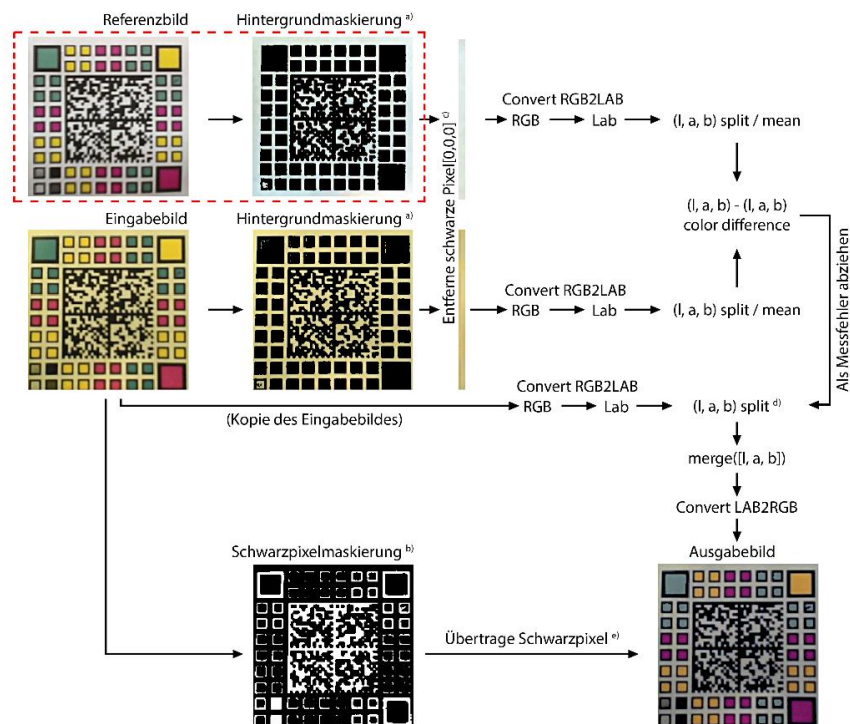 Referenzbild
Hintergrundmaskierung a)
Entferne schwarze Pixel[0,0,0] c)
Convert RGB2LAB
RGB
Lab
(l, a, b) split / mean
(l, a, b) - (l, a, b)
color difference
Als Messfehler abziehen
Eingabebild
Hintergrundmaskierung a)
Convert RGB2LAB
RGB
Lab
(l, a, b) split / mean
(Kopie des Eingabebildes)
Convert RGB2LAB
RGB
Lab
(l, a, b) split d)
merge([l, a, b])
Convert LAB2RGB
Schwarzpixelmaskierung b)
Übertrage Schwarzpixel e)
Ausgabebild